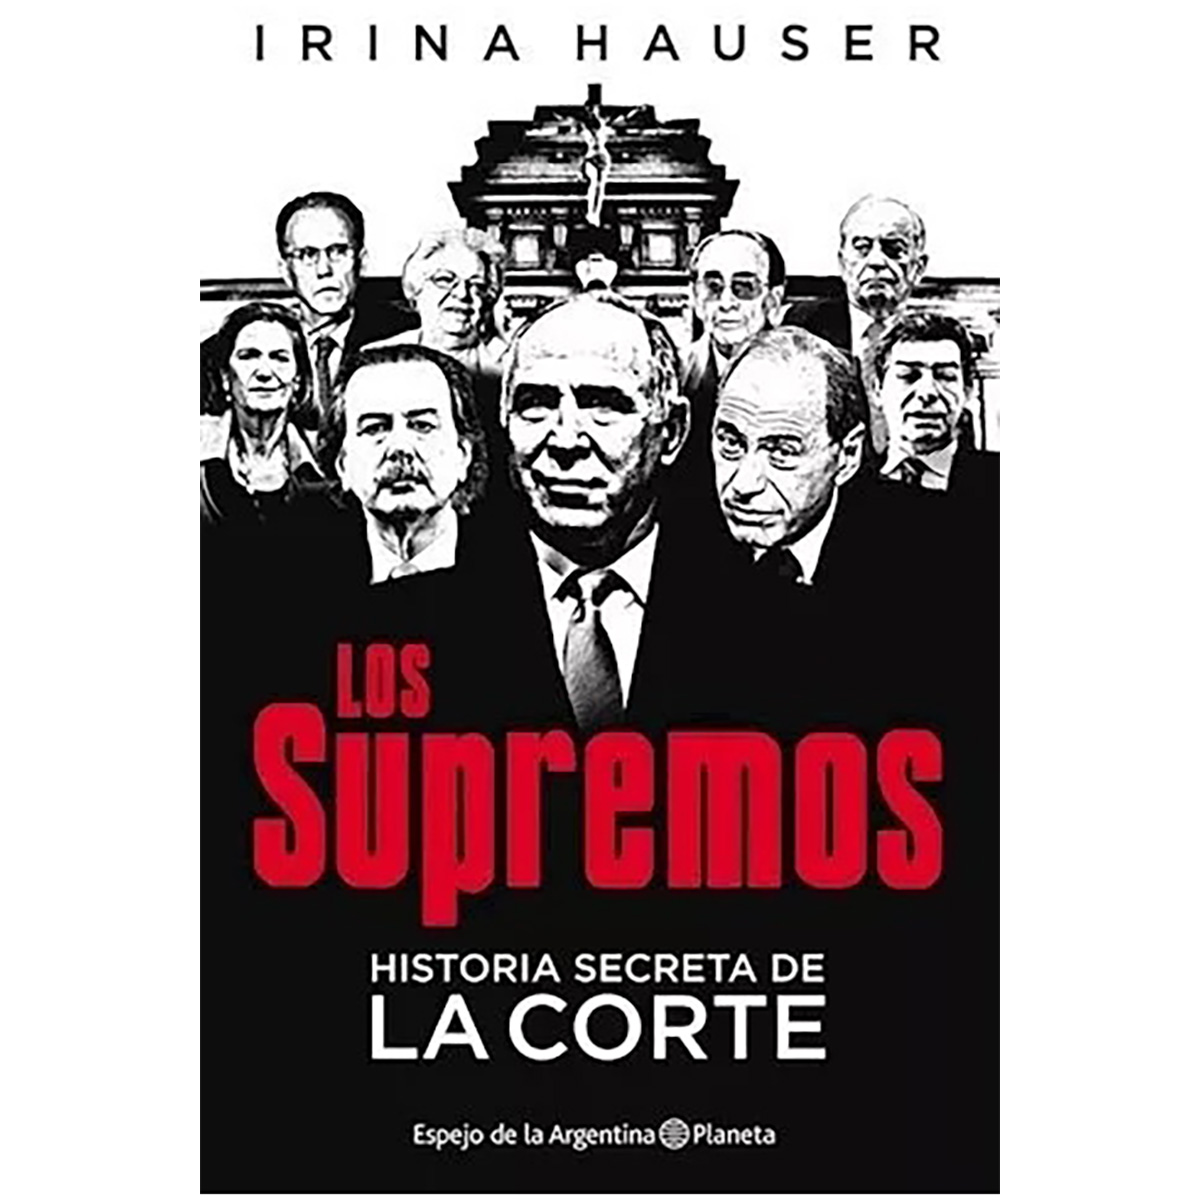 IRINA HAUSER
LOS
SUPREMOS
HISTORIA SECRETA DE
LA CORTE
Espejo de la Argentina Planeta